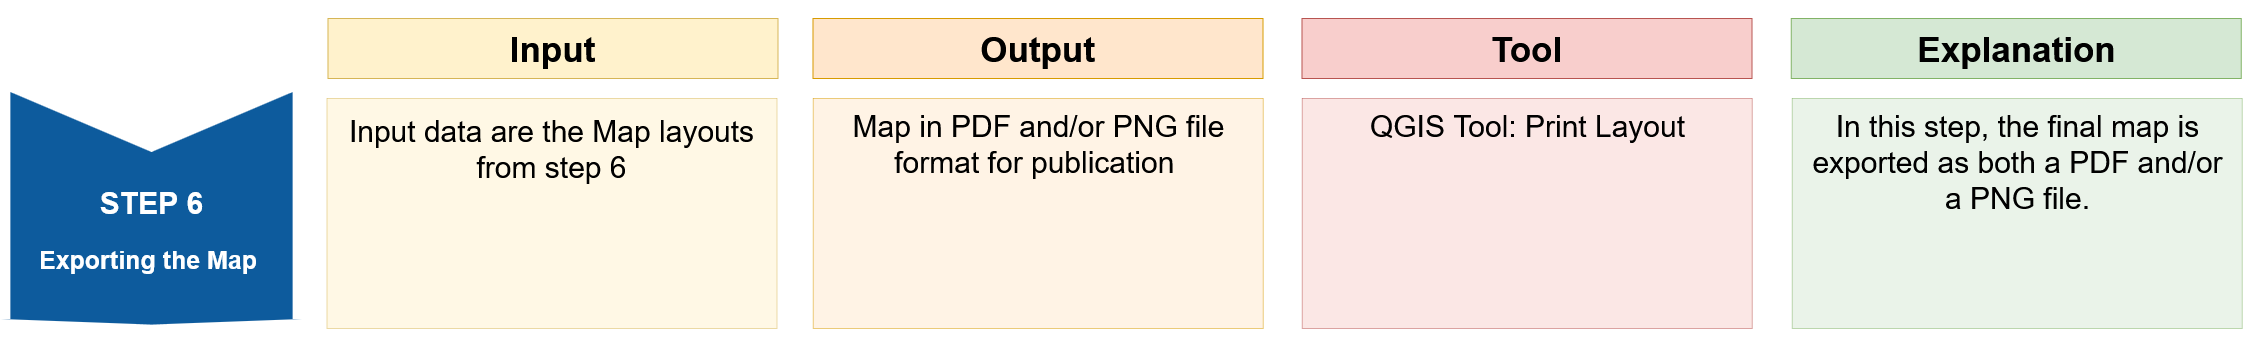 Input
Output
Tool
Explanation
STEP 6
Exporting the Map
Input data are the Map layouts
from step 6
Map in PDF and/or PNG file
format for publication
QGIS Tool: Print Layout
In this step, the final map is
exported as both a PDF and/or
a PNG file.